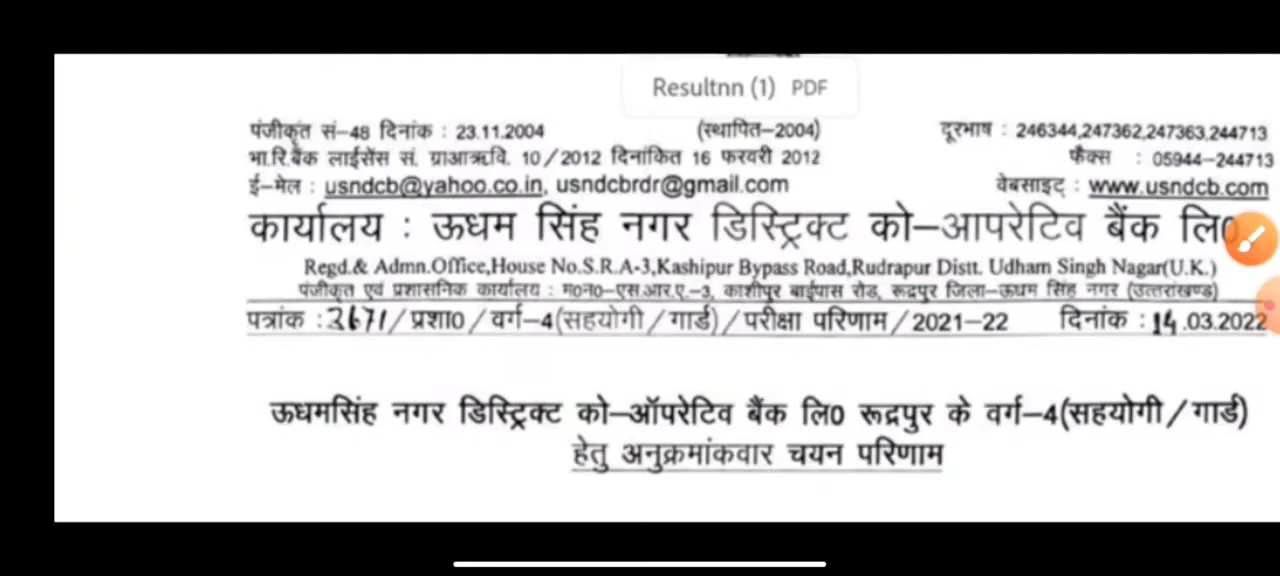 Resultnn (1) PDF
पंजीकृत सं-48 दिनांक : 23.11.2004 (स्थापित-2004) दूरभाष : 246344,247362,247363,244713
भा.रि.बैंक लाईसेंस सं. ग्राआऋवि. 10/2012 दिनांकित 16 फरवरी 2012 फैक्स : 05944-244713
ई-मेल : usndcb@yahoo.co.in, usndcbrdr@gmail.com वेबसाइट : www.usndcb.com
कार्यालय : ऊधम सिंह नगर डिस्ट्रिक्ट को-आपरेटिव बैंक लि0
Regd.& Admn.Office,House No.S.R.A-3,Kashipur Bypass Road,Rudrapur Distt. Udham Singh Nagar(U.K.)
पंजीकृत एवं प्रशासनिक कार्यालय : म0न0-एस.आर.ए.-3, काशीपुर बाईपास रोड, रूद्रपुर जिला-ऊधम सिंह नगर (उत्तराखण्ड)
पत्रांक : 3671/प्रशा0/वर्ग-4(सहयोगी/गार्ड)/परीक्षा परिणाम/2021-22 दिनांक : 14.03.2022
ऊधमसिंह नगर डिस्ट्रिक्ट को-ऑपरेटिव बैंक लि0 रूद्रपुर के वर्ग-4(सहयोगी/गार्ड)
हेतु अनुक्रमांकवार चयन परिणाम